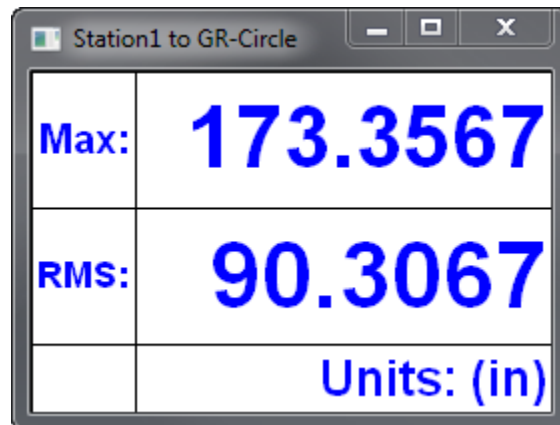 Station1 to GR-Circle
Max: 173.3567
RMS: 90.3067
Units: (in)